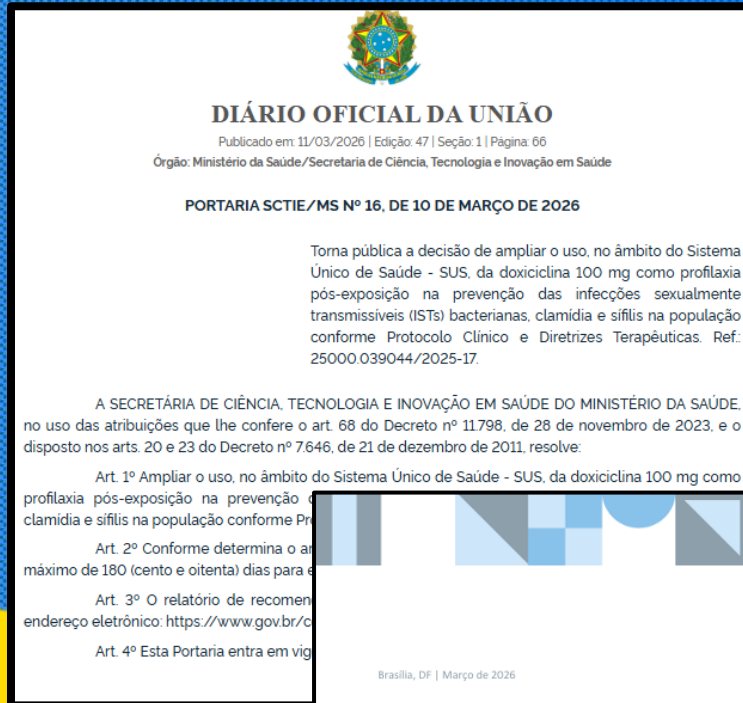 DIÁRIO OFICIAL DA UNIÃO
Publicado em: 11/03/2026 | Edição: 47 | Seção: 1 | Página: 66
Órgão: Ministério da Saúde/Secretaria de Ciência, Tecnologia e Inovação em Saúde
PORTARIA SCTIE/MS Nº 16, DE 10 DE MARÇO DE 2026
Torna pública a decisão de ampliar o uso, no âmbito do Sistema
Único de Saúde - SUS, da doxiciclina 100 mg como profilaxia
pós-exposição na prevenção das infecções sexualmente
transmissíveis (ISTs) bacterianas, clamídia e sífilis na população
conforme Protocolo Clínico e Diretrizes Terapêuticas. Ref.:
25000.039044/2025-17.
A SECRETÁRIA DE CIÊNCIA, TECNOLOGIA E INOVAÇÃO EM SAÚDE DO MINISTÉRIO DA SAÚDE,
no uso das atribuições que lhe confere o art. 68 do Decreto nº 11.798, de 28 de novembro de 2023, e o
disposto nos arts. 20 e 23 do Decreto nº 7.646, de 21 de dezembro de 2011, resolve:
Art. 1º Ampliar o uso, no âmbito do Sistema Único de Saúde - SUS, da doxiciclina 100 mg como
profilaxia pós-exposição na prevenção
clamídia e sífilis na população conforme
Art. 2º Conforme determina o
máximo de 180 (cento e oitenta) dias para
Art. 3º O relatório de
endereço eletrônico: https://www.gov.br/
Art. 4º Esta Portaria entra em
Brasília, DF | Março de 2026